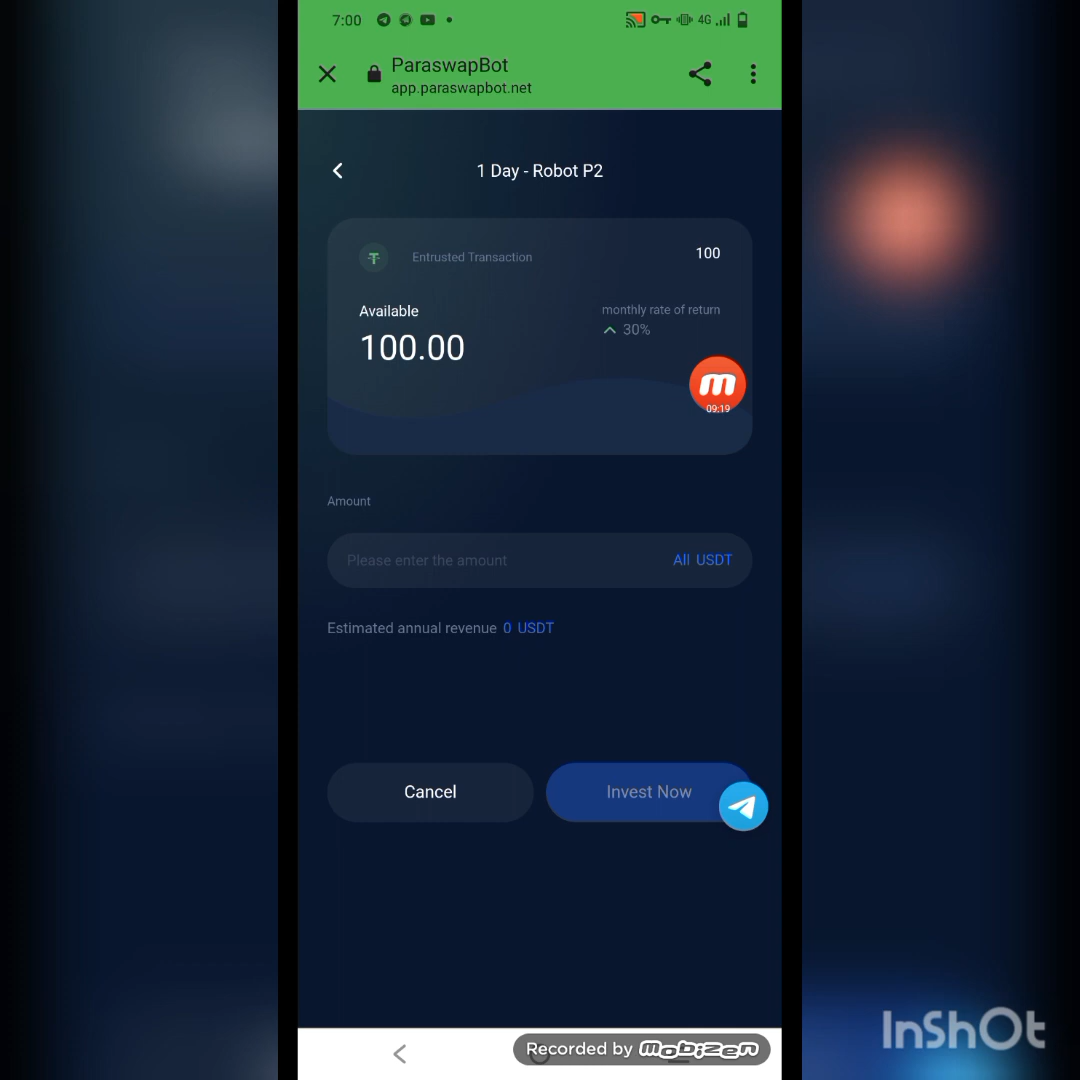 7:00
4G
ParaswapBot
app.paraswapbot.net
1 Day - Robot P2
Entrusted Transaction
100
Available
monthly rate of return
100.00
30%
m
09:19
Amount
Please enter the amount
All USDT
Estimated annual revenue 0 USDT
Cancel
Invest Now
InShOt
Recorded by mobizen